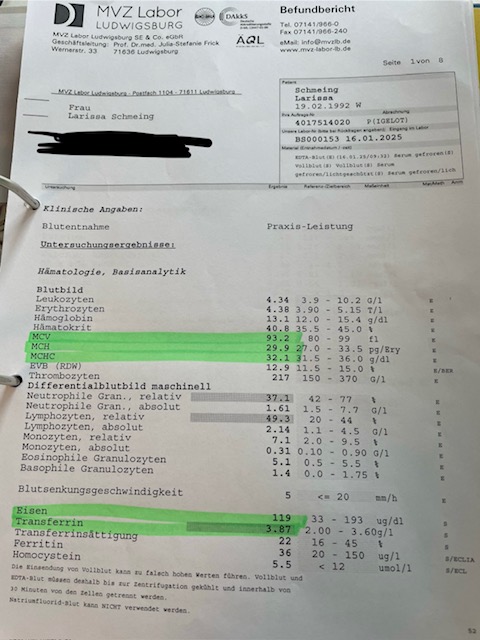 MVZ Labor
LUDWIGSBURG
MVZ Labor Ludwigsburg SE & Co. eGbR
Geschäftsleitung: Prof. Dr.med. Julia-Stefanie Frick
Wernerstr. 33 71636 Ludwigsburg
DAkkS
ÄQL
Befundbericht
Tel. 07141/966-0
Fax 07141/966-240
eMail: info@mvzlb.de
www.mvz-labor-lb.de
Seite 1 von 8
MVZ Labor Ludwigsburg - Postfach 1104 - 71611 Ludwigsburg
Frau
Larissa Schmeing
Patient
Schmeing
Larissa
19.02.1992 W
Ihre Auftrags-Nr. Abrechnung
4017514020 P(IGELOT)
Unsere Labor-Nr.(bitte bei Rückfragen angeben): Eingang im Labor
BS000153 16.01.2025
Material (Entnahmedatum / -zeit)
EDTA-Blut(S)(16.01.25/09:32) Serum gefroren(S)
Vollblut(S) Vollblut(S) Serum
gefroren/lichtgeschützt(S) Serum gefroren/lich
Untersuchung Ergebnis Referenz-/Zielbereich Maßeinheit Mat/Meth
Klinische Angaben:
Blutentnahme Praxis-Leistung
Untersuchungsergebnisse:
Hämatologie, Basisanalytik
Blutbild
Leukozyten 4.34 3.9 - 10.2 G/l E
Erythrozyten 4.38 3.90 - 5.15 T/l E
Hämoglobin 13.1 12.0 - 15.4 g/dl E
Hämatokrit 40.8 35.5 - 45.0 % E
MCV 93.2 80 - 99 fl E
MCH 29.9 27.0 - 33.5 pg/Ery E
MCHC 32.1 31.5 - 36.0 g/dl E
EVB (RDW) 12.9 11.5 - 15.0 % E/BER
Thrombozyten 217 150 - 370 G/l E
Differentialblutbild maschinell
Neutrophile Gran., relativ 37.1 42 - 77 % E
Neutrophile Gran., absolut 1.61 1.5 - 7.7 G/l E
Lymphozyten, relativ 49.3 20 - 44 % E
Lymphozyten, absolut 2.14 1.1 - 4.5 G/l E
Monozyten, relativ 7.1 2.0 - 9.5 % E
Monozyten, absolut 0.31 0.10 - 0.90 G/l E
Eosinophile Granulozyten 5.1 0.5 - 5.5 % E
Basophile Granulozyten 1.4 0.0 - 1.75 % E
Blutsenkungsgeschwindigkeit 5 <= 20 mm/h E
Eisen 119 33 - 193 ug/dl S
Transferrin 3.87 2.00 - 3.60 g/l S
Transferrinsättigung 22 16 - 45 % S
Ferritin 36 20 - 150 ug/l S/ECLIA
Homocystein 5.5 < 12 umol/l S/ECL
Die Einsendung von Vollblut kann zu falsch hohen Werten führen. Vollblut und
EDTA-Blut müssen deshalb bis zur Zentrifugation gekühlt und innerhalb von
30 Minuten von den Zellen getrennt werden.
Natriumfluorid-Blut kann NICHT verwendet werden.
52